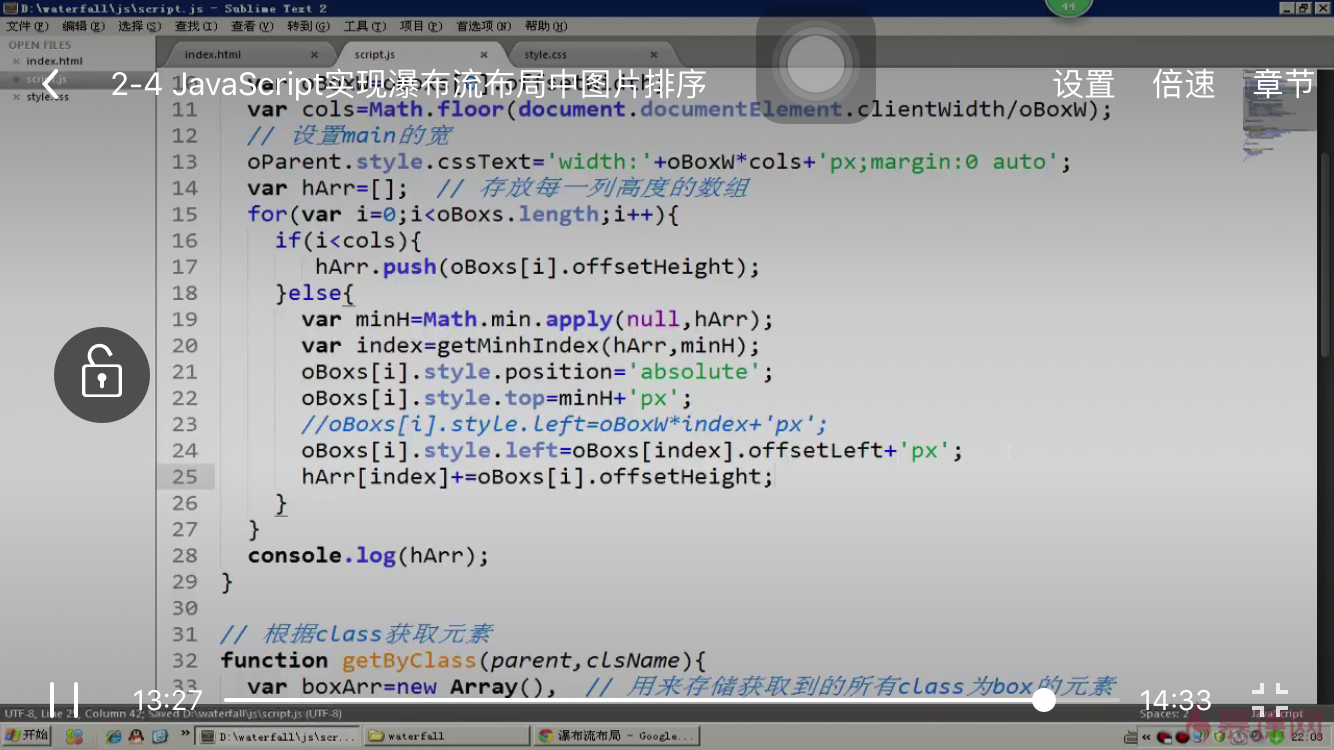 D:\waterfall\js\script.js - Sublime Text 2
44
文件(F) 编辑(E) 选择(S) 查找(I) 查看(V) 转到(G) 工具(T) 项目(P) 首选项(N) 帮助(H)
OPEN FILES
index.html
script.js
style.css
index.html script.js style.css
2-4 JavaScript实现瀑布流布局中图片排序 设置 倍速 章节
11 var cols=Math.floor(document.documentElement.clientWidth/oBoxW);
12 // 设置main的宽
13 oParent.style.cssText='width:'+oBoxW*cols+'px;margin:0 auto';
14 var hArr=[]; // 存放每一列高度的数组
15 for(var i=0;i<oBoxs.length;i++){
16 if(i<cols){
17 hArr.push(oBoxs[i].offsetHeight);
18 }else{
19 var minH=Math.min.apply(null,hArr);
20 var index=getMinhIndex(hArr,minH);
21 oBoxs[i].style.position='absolute';
22 oBoxs[i].style.top=minH+'px';
23 //oBoxs[i].style.left=oBoxW*index+'px';
24 oBoxs[i].style.left=oBoxs[index].offsetLeft+'px';
25 hArr[index]+=oBoxs[i].offsetHeight;
26 }
27 }
28 console.log(hArr);
29 }
30
31 // 根据class获取元素
32 function getByClass(parent,clsName){
33 var boxArr=new Array(), // 用来存储获取到的所有class为box的元素
13:27 14:33
UTF-8, Line 25, Column 42; Saved D:\waterfall\js\script.js (UTF-8) Spaces: 2 JavaScript
开始 D:\waterfall\js\scr... waterfall 瀑布流布局 - Google... 22:03
慕课网